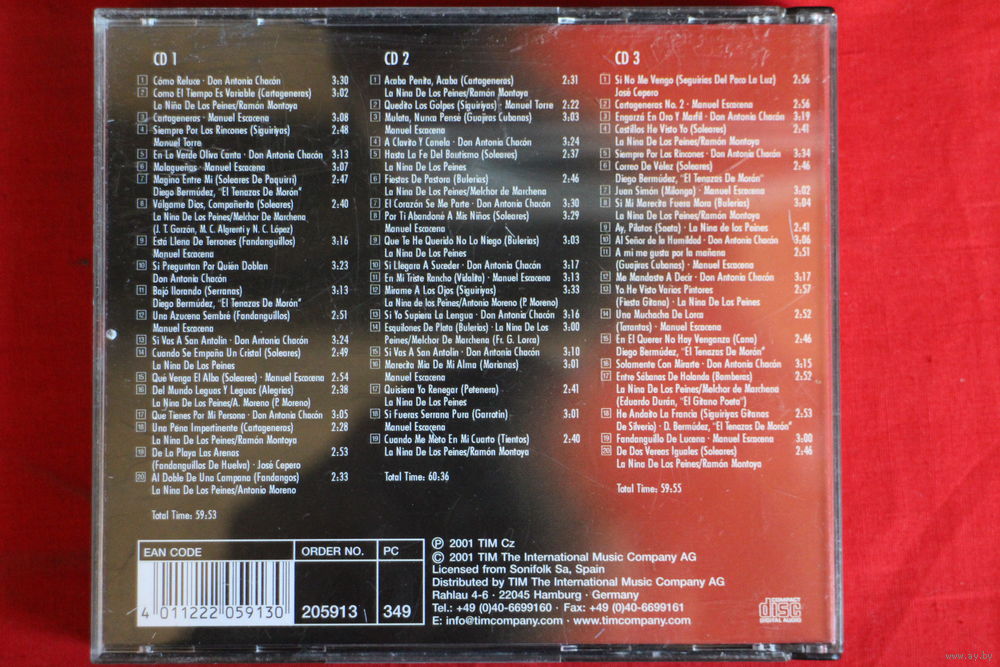 CD 1
1 Cómo Reluce · Don Antonia Chacón 3:30
2 Como El Tiempo Es Variable (Cartageneras) 3:02
La Niña De Los Peines/Ramón Montoya
3 Cartageneras · Manuel Escacena 3:08
4 Siempre Por Los Rincones (Siguiriyas) 2:48
Manuel Torre
5 En La Verde Oliva Canta · Don Antonia Chacón 3:13
6 Malagueñas · Manuel Escacena 3:07
7 Magino Entre Mi (Soleares De Paquirri) 2:47
Diego Bermúdez, "El Tenazas De Morón"
8 Válgame Dios, Compañerita (Soleares) 2:40
La Nina De Los Peines/Melchor De Marchena
(J. T Garzón, M. C. Algrenti y N. C. López)
9 Está Lleno De Terrones (Fandanguillos) 3:16
Manuel Escacena
10 Si Preguntan Por Quién Doblan 3:23
Don Antonia Chacón
11 Bajó Llorando (Serranas) 3:13
Diego Bermúdez, "El Tenazas De Morón"
12 Una Azucena Sembré (Fandanguillos) 2:51
Manuel Escacena
13 Si Vas A San Antolin · Don Antonia Chacón 3:24
14 Cuando Se Empaña Un Cristal (Soleares) 2:49
La Nina De Los Peines
15 Qué Venga El Alba (Soleares) · Manuel Escacena 2:54
16 Del Mundo Leguas Y Leguas (Alegrias) 2:38
La Nina De Los Peines/A. Moreno (P. Moreno)
17 Que Tienes Por Mi Persona · Don Antonia Chacón 3:05
18 Una Péna Impertinente (Cartageneras) 2:28
La Nina De Los Peines/Ramón Montoya
19 De La Playa Las Arenas 2:53
(Fandanguillos De Huelva) · José Cepero
20 Al Doble De Una Campana (Fandangos) 2:33
La Nina De Los Peines/Antonio Moreno
Total Time: 59:53
CD 2
1 Acaba Penita, Acaba (Cartageneras) 2:31
La Nina De Los Peines/Ramón Montoya
2 Quedito Los Golpes (Siguiriyas) · Manuel Torre 2:22
3 Mulata, Nunca Pensé (Guajiras Cubanas) 3:03
Manuel Escacena
4 A Clavito Y Canela · Don Antonia Chacón 3:24
5 Hasta La Fe Del Bautismo (Soleares) 2:37
La Nina De Los Peines
6 Fiestas De Pastora (Bulerias) 2:46
La Nina De Los Peines/Melchor de Marchena
7 El Corazón Se Me Parte · Don Antonia Chacón 3:30
8 Por Ti Abandoné A Mis Niños (Soleares) 3:29
Manuel Escacena
9 Que Te He Querido No Lo Niego (Bulerias) 3:03
La Nina De Los Peines
10 Si Llegara A Suceder · Don Antonia Chacón 3:17
11 En Mi Triste Rancho (Vidalita) · Manuel Escacena 3:13
12 Mirame A Los Ojos (Siguiriyas) 3:33
La Nina de los Peines/Antonio Moreno (P. Moreno)
13 Si Yo Supiera La Lengua · Don Antonia Chacón 3:16
14 Esquilones De Plata (Bulerias) · La Nina De Los 3:00
Peines/Melchor De Marchena (Fr. G. Lorca)
15 Si Vas A San Antolin · Don Antonia Chacón 3:10
16 Marecita Mia De Mi Alma (Marianas) 3:01
Manuel Escacena
17 Quisiera Yo Renegar (Petenera) 2:41
La Nina De Los Peines
18 Si Fueras Serrana Pura (Garrotin) 3:01
Manuel Escacena
19 Cuando Me Meto En Mi Cuarto (Tientos) 2:40
La Nina De Los Peines/Ramón Montoya
Total Time: 60:36
CD 3
1 Si No Me Vengo (Seguirias Del Paco La Luz) 2:56
José Cepero
2 Cartageneras No. 2 · Manuel Escacena 2:56
3 Engarzá En Oro Y Marfil · Don Antonia Chacón 3:19
4 Castillos He Visto Yo (Soleares) 2:41
La Nina De Los Peines/Ramón Montoya
5 Siempre Por Los Rincones · Don Antonia Chacón 3:34
6 Correo De Vélez (Soleares) 2:46
Diego Bermúdez, "El Tenazas De Morón"
7 Juan Simón (Milonga) · Manuel Escacena 3:02
8 Si Mi Marecita Fuera Mora (Bulerias) 3:04
La Nina De Los Peines/Ramón Montoya
9 Ay, Pilatos (Saeta) · La Nina de los Peines 2:41
10 Al Señor de la Humildad · Don Antonia Chacón 3:06
11 A mi me gusta por la mañana 2:51
(Guajiras Cubanas) · Manuel Escacena
12 Me Mandaste A Decir · Don Antonia Chacón 3:17
13 Yo He Visto Varios Pintores 2:57
(Fiesta Gitana) · La Nina De Los Peines
14 Una Muchacha De Lorca 2:52
(Tarantas) · Manuel Escacena
15 En El Querer No Hay Venganza (Cana) 2:46
Diego Bermúdez, "El Tenazas De Morón"
16 Solamente Con Mirarte · Don Antonia Chacón 3:15
17 Entre Sábanas De Holanda (Bamberas) 2:52
La Nina De Los Peines/Melchor de Marchena
(Eduardo Durán, "El Gitano Poeta")
18 He Andaito La Francia (Siguiriyas Gitanas 2:53
De Silverio) · D. Bermúdez, "El Tenazas De Morón"
19 Fandanguillo De Lucena · Manuel Escacena 3:00
20 De Dos Vereas Iguales (Soleares) 2:46
La Nina De Los Peines/Ramón Montoya
Total Time: 59:55
EAN CODE
4 011222 059130
ORDER NO.
205913
PC
349
℗ 2001 TIM Cz
© 2001 TIM The International Music Company AG
Licensed from Sonifolk Sa, Spain
Distributed by TIM The International Music Company AG
Rahlau 4-6 · 22045 Hamburg · Germany
Tel.: +49 (0)40-6699160 · Fax: +49 (0)40-6699161
E: info@timcompany.com · www.timcompany.com
COMPACT
disc
DIGITAL AUDIO
www.ay.by